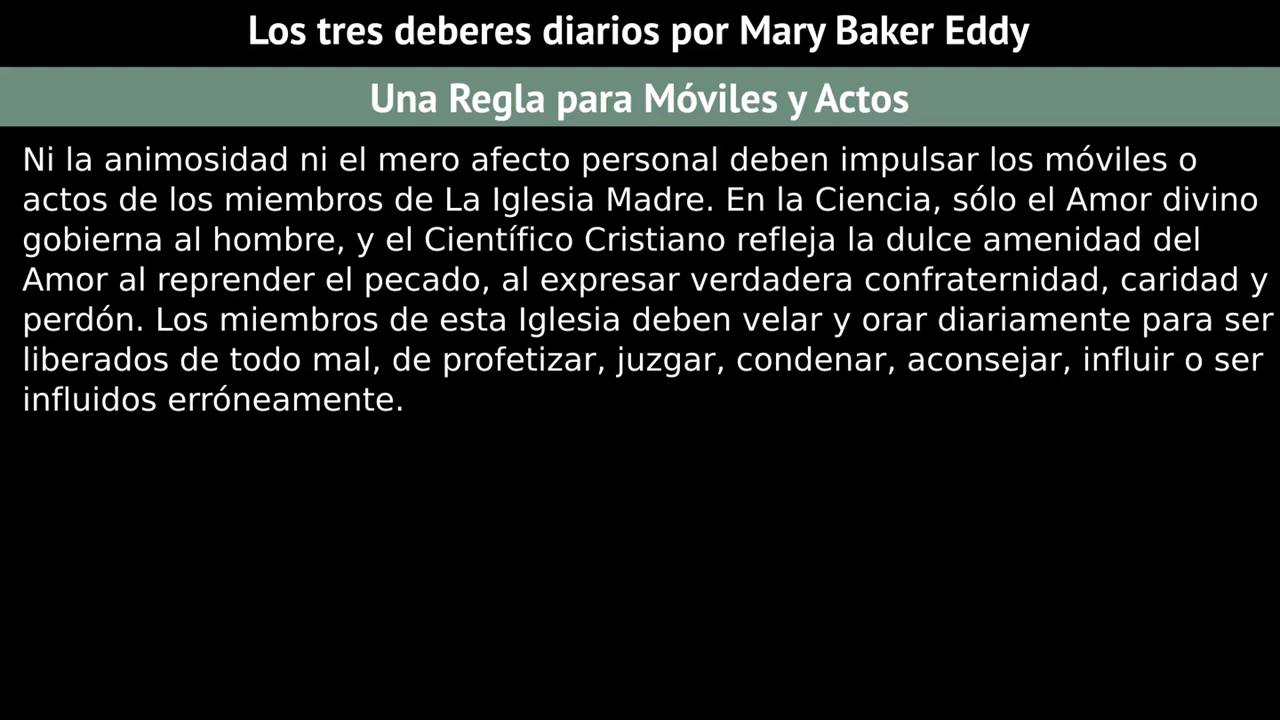 Los tres deberes diarios por Mary Baker Eddy
Una Regla para Móviles y Actos
Ni la animosidad ni el mero afecto personal deben impulsar los móviles o
actos de los miembros de La Iglesia Madre. En la Ciencia, sólo el Amor divino
gobierna al hombre, y el Científico Cristiano refleja la dulce amenidad del
Amor al reprender el pecado, al expresar verdadera confraternidad, caridad y
perdón. Los miembros de esta Iglesia deben velar y orar diariamente para ser
liberados de todo mal, de profetizar, juzgar, condenar, aconsejar, influir o ser
influidos erróneamente.